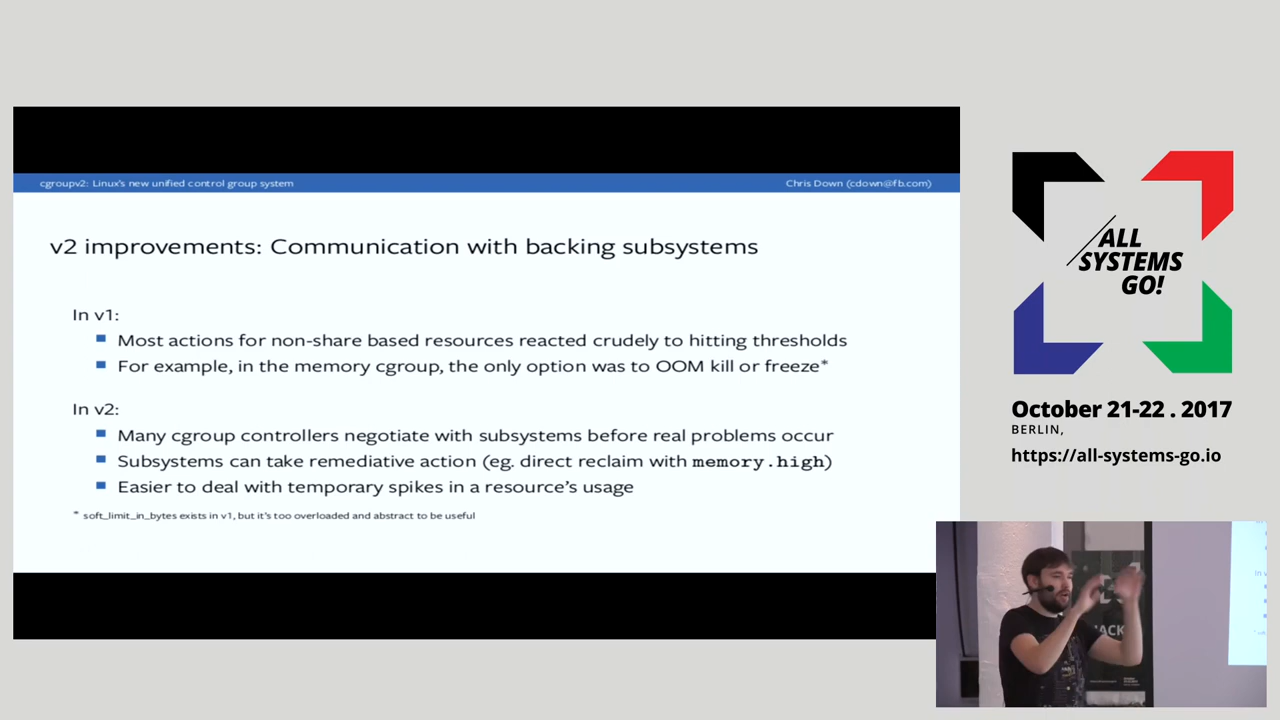 cgroupv2: Linux's new unified control group system
Chris Down (cdown@fb.com)
v2 improvements: Communication with backing subsystems
In v1:
Most actions for non-share based resources reacted crudely to hitting thresholds
For example, in the memory cgroup, the only option was to OOM kill or freeze*
In v2:
Many cgroup controllers negotiate with subsystems before real problems occur
Subsystems can take remediative action (eg. direct reclaim with memory.high)
Easier to deal with temporary spikes in a resource's usage
* soft_limit_in_bytes exists in v1, but it's too overloaded and abstract to be useful
ALL
SYSTEMS
GO!
October 21-22 . 2017
BERLIN,
https://all-systems-go.io